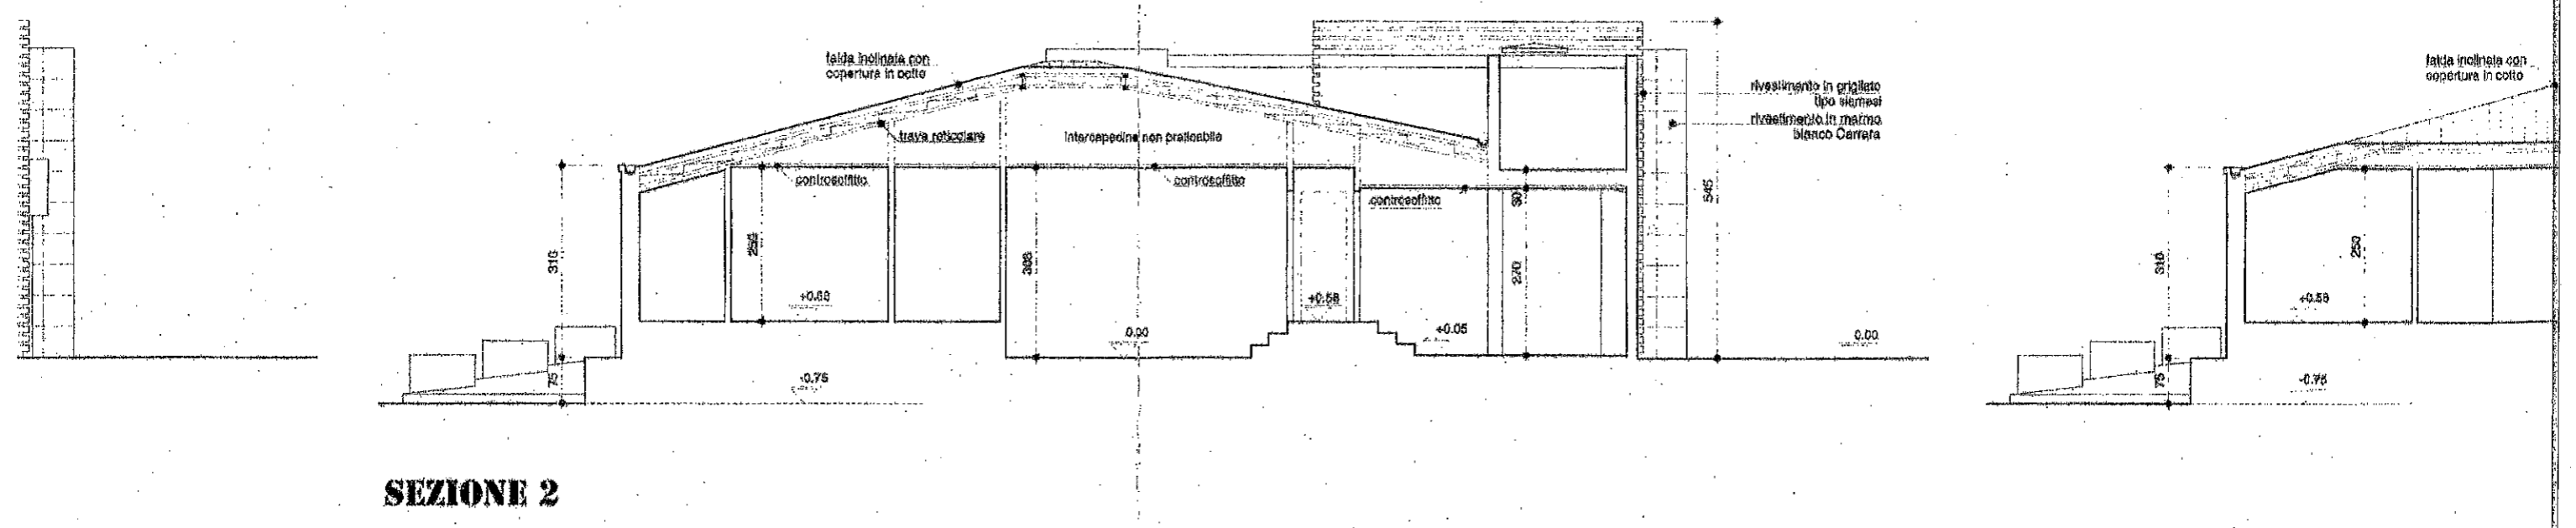 falda inclinata con
copertura in cotto
trave reticolare
intercapedine non praticabile
controsoffitto
controsoffitto
controsoffitto
rivestimento in grigliato
tipo siamesi
rivestimento in marmo
bianco Carrara
310
75
250
308
30
270
545
+0.58
0.00
+0.58
+0.05
0.00
-0.75
falda inclinata con
copertura in cotto
310
75
250
+0.58
-0.75
SEZIONE 2